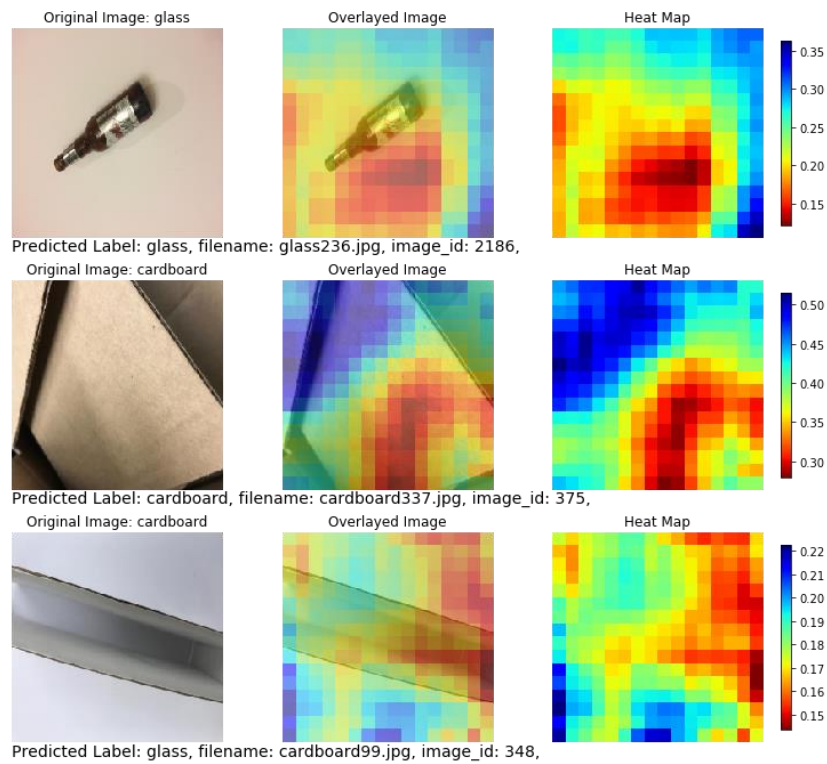 Original Image: glass
Overlayed Image
Heat Map
0.35
0.30
0.25
0.20
0.15
Predicted Label: glass, filename: glass236.jpg, image_id: 2186,
Original Image: cardboard
Overlayed Image
Heat Map
0.50
0.45
0.40
0.35
0.30
Predicted Label: cardboard, filename: cardboard337.jpg, image_id: 375,
Original Image: cardboard
Overlayed Image
Heat Map
0.22
0.21
0.20
0.19
0.18
0.17
0.16
0.15
Predicted Label: glass, filename: cardboard99.jpg, image_id: 348,